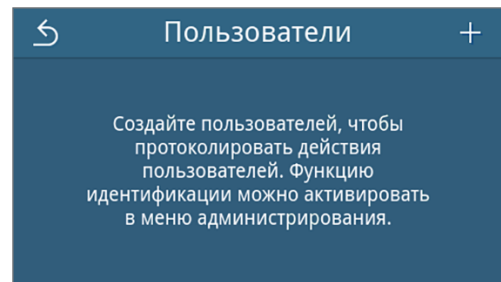 Пользователи
Создайте пользователей, чтобы
протоколировать действия
пользователей. Функцию
идентификации можно активировать
в меню администрирования.